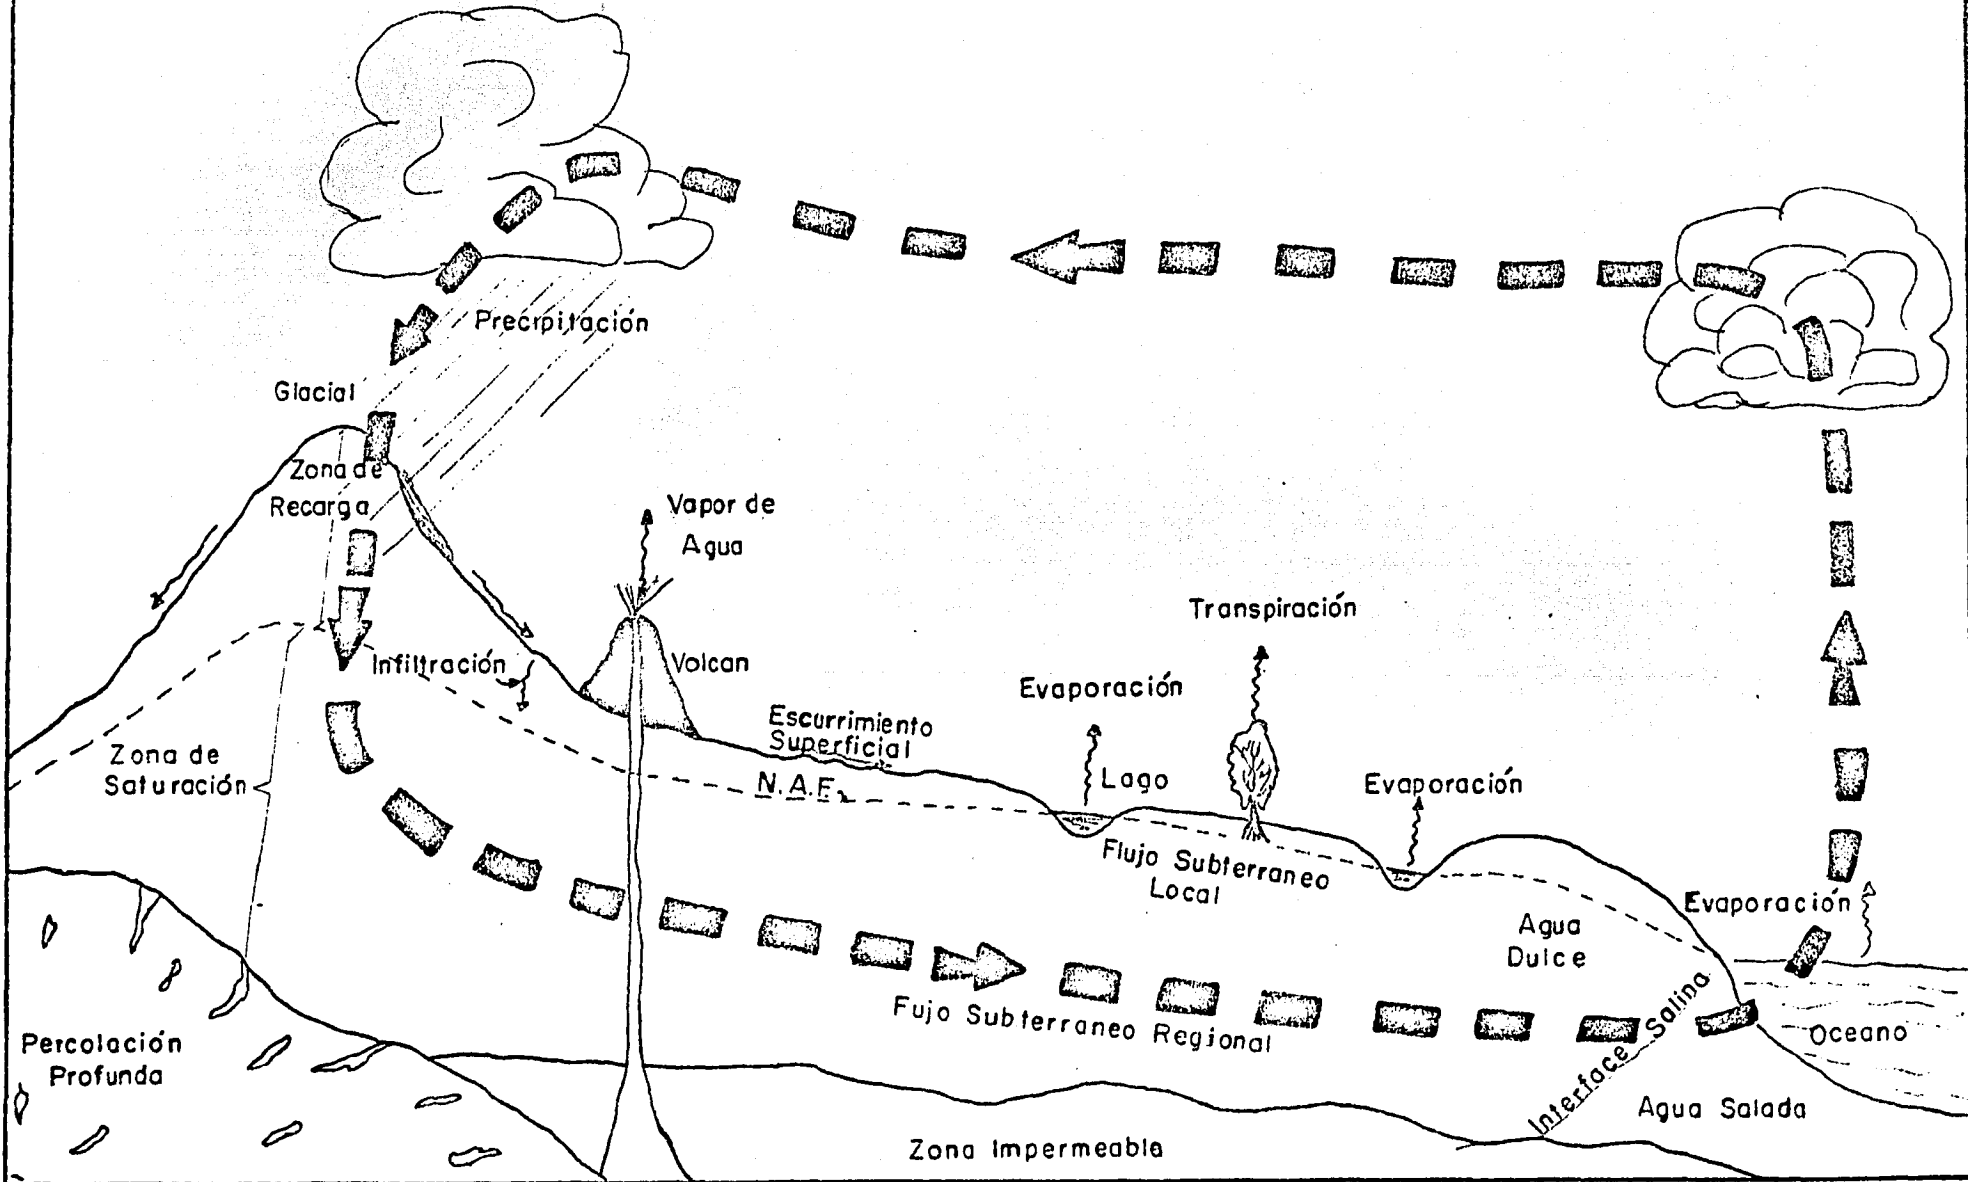 Precipitación
Glacial
Zona de
Recarga
Vapor de
Agua
Transpiración
Infiltración
Volcan
Evaporación
Escurrimiento
Superficial
Zona de
Saturación
N.A.F.
Lago
Evaporación
Flujo Subterraneo
Local
Evaporación
Agua
Dulce
Fujo Subterraneo Regional
Interface Salina
Oceano
Percolación
Profunda
Agua Salada
Zona Impermeable